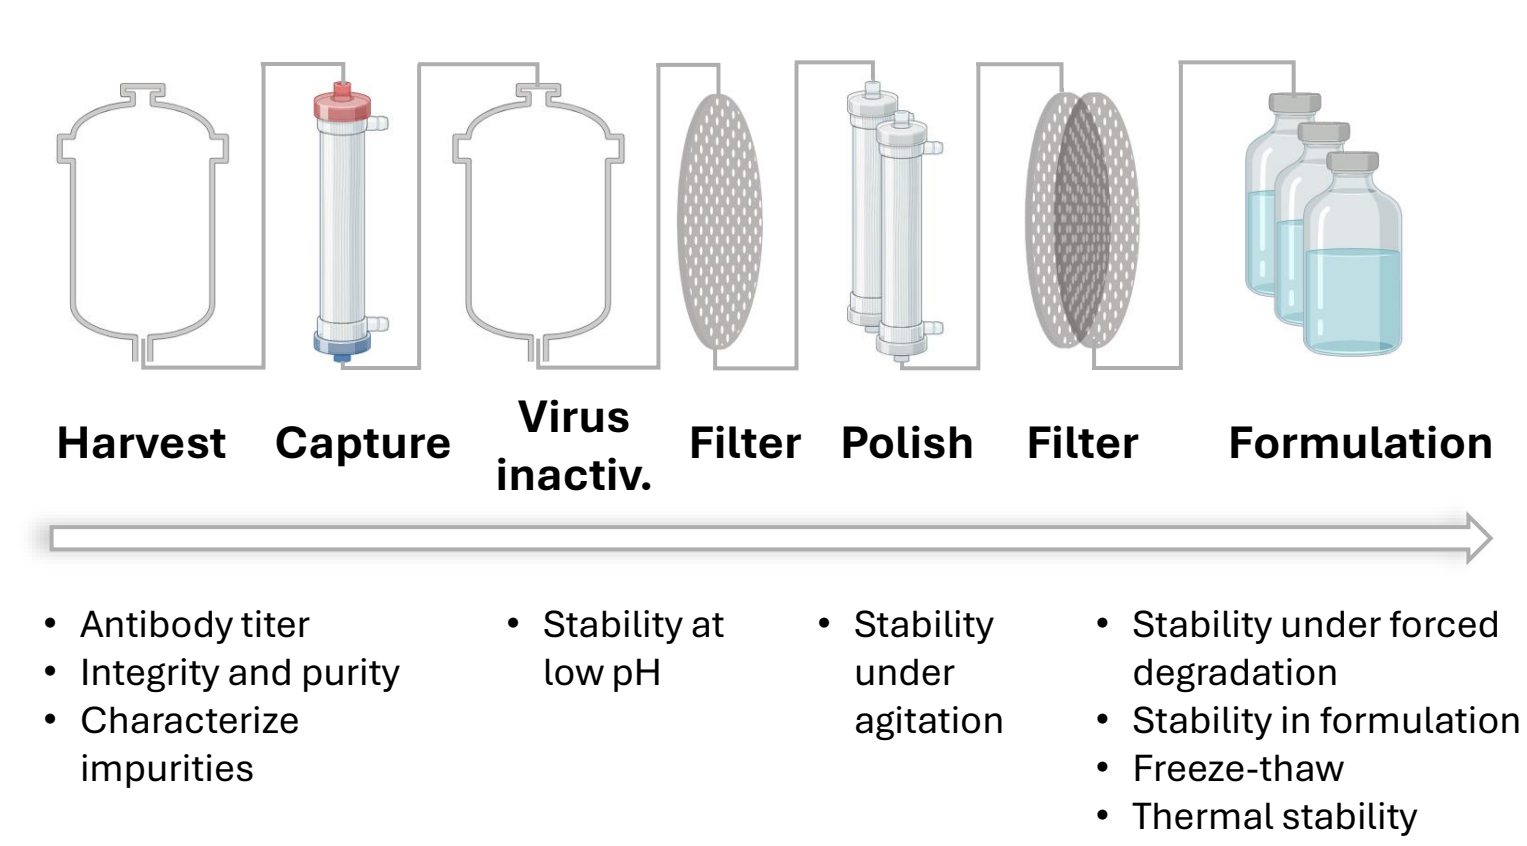 Harvest
Capture
Virus
inactiv.
Filter
Polish
Filter
Formulation
• Antibody titer
• Integrity and purity
• Characterize
impurities
• Stability at
low pH
• Stability
under
agitation
• Stability under forced
degradation
• Stability in formulation
• Freeze-thaw
• Thermal stability